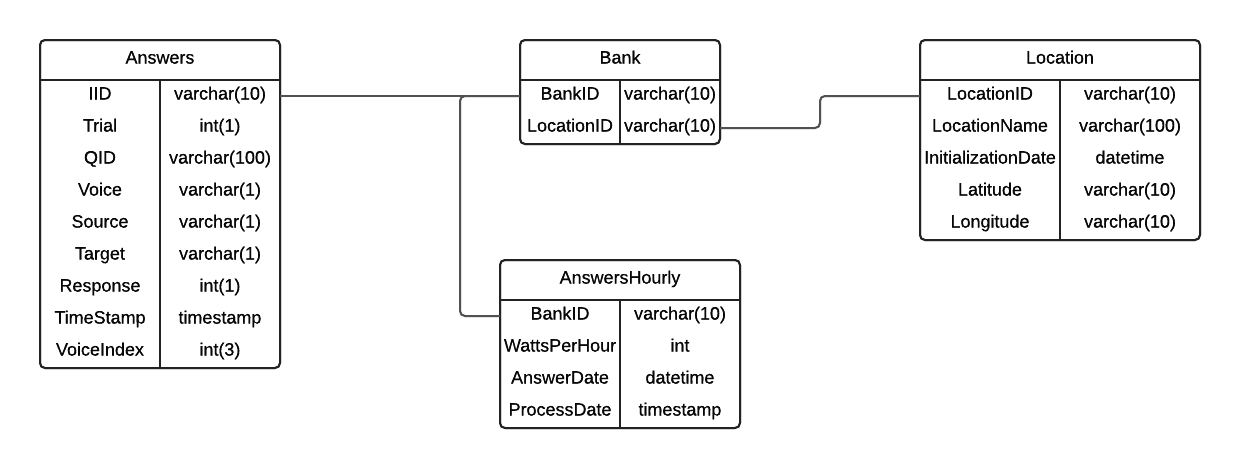 Answers
IID varchar(10)
Trial int(1)
QID varchar(100)
Voice varchar(1)
Source varchar(1)
Target varchar(1)
Response int(1)
TimeStamp timestamp
VoiceIndex int(3)
Bank
BankID varchar(10)
LocationID varchar(10)
AnswersHourly
BankID varchar(10)
WattsPerHour int
AnswerDate datetime
ProcessDate timestamp
Location
LocationID varchar(10)
LocationName varchar(100)
InitializationDate datetime
Latitude varchar(10)
Longitude varchar(10)